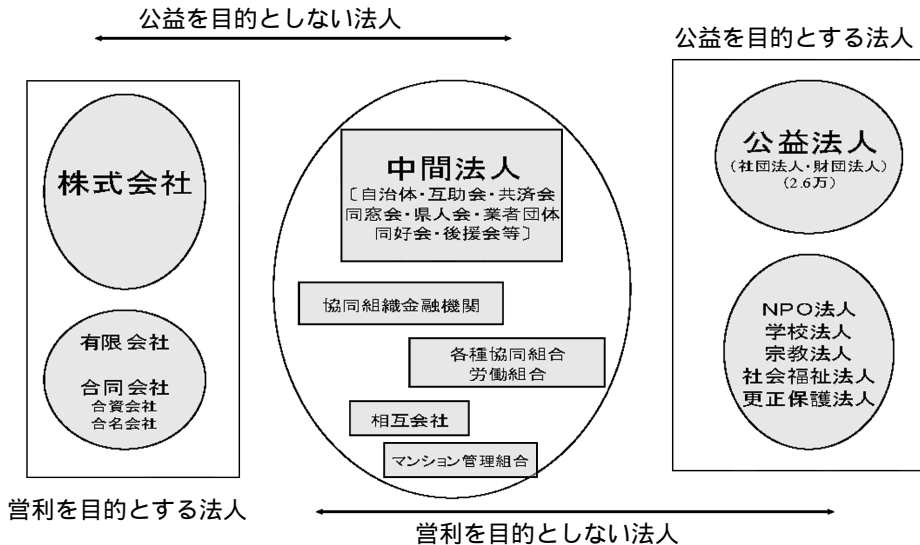 公益を目的としない法人
公益を目的とする法人
株式会社
有限会社
合同会社
合資会社
合名会社
営利を目的とする法人
中間法人
〔自治体・互助会・共済会
同窓会・県人会・業者団体
同好会・後援会等〕
協同組織金融機関
各種協同組合
労働組合
相互会社
マンション管理組合
公益法人
(社団法人・財団法人)
(2.6万)
NPO法人
学校法人
宗教法人
社会福祉法人
更正保護法人
営利を目的としない法人